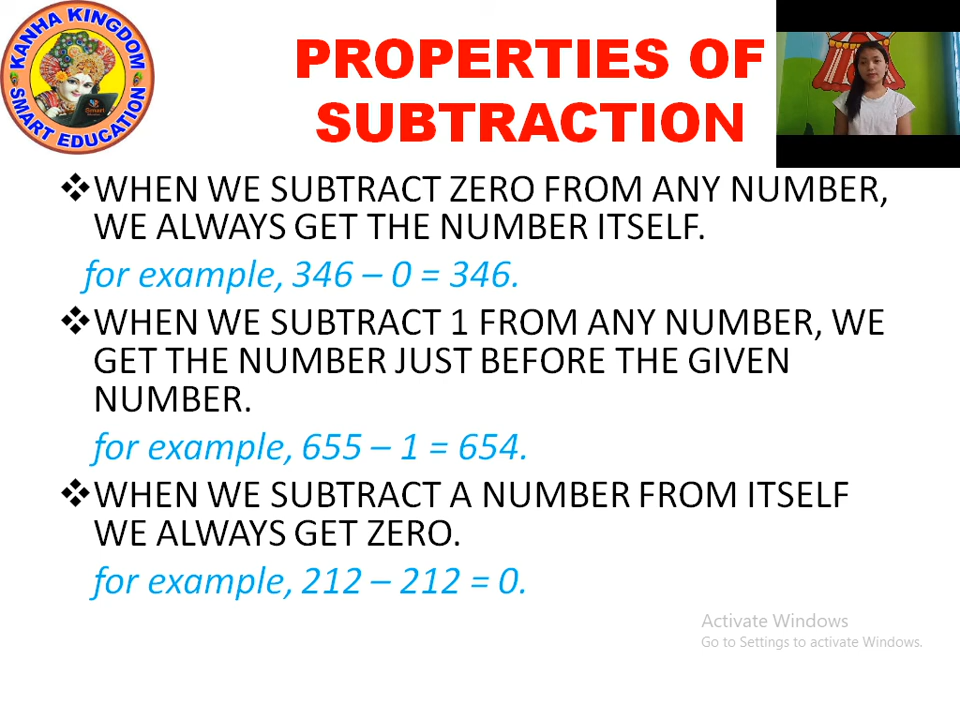 KANHA KINGDOM
SMART EDUCATION
PROPERTIES OF
SUBTRACTION
❖WHEN WE SUBTRACT ZERO FROM ANY NUMBER,
WE ALWAYS GET THE NUMBER ITSELF.
for example, 346 – 0 = 346.
❖WHEN WE SUBTRACT 1 FROM ANY NUMBER, WE
GET THE NUMBER JUST BEFORE THE GIVEN
NUMBER.
for example, 655 – 1 = 654.
❖WHEN WE SUBTRACT A NUMBER FROM ITSELF
WE ALWAYS GET ZERO.
for example, 212 – 212 = 0.
Activate Windows
Go to Settings to activate Windows.